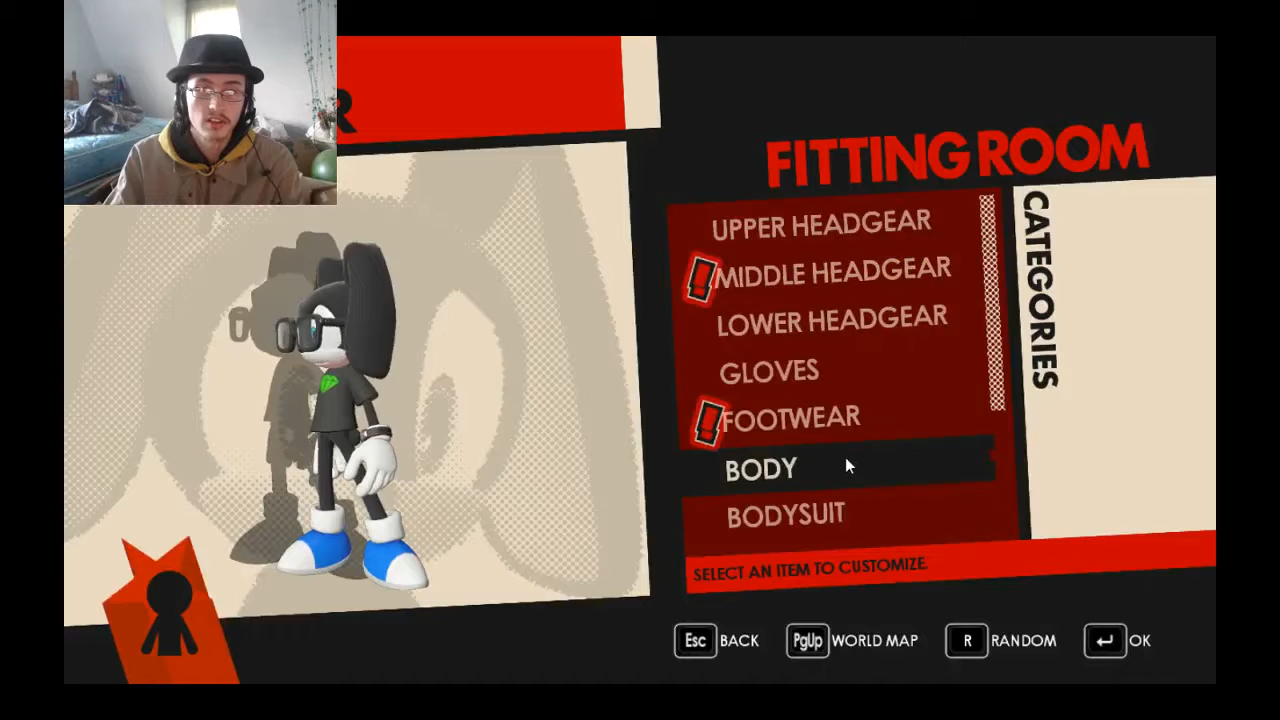 R
FITTING ROOM
UPPER HEADGEAR
MIDDLE HEADGEAR
LOWER HEADGEAR
GLOVES
FOOTWEAR
BODY
BODYSUIT
CATEGORIES
SELECT AN ITEM TO CUSTOMIZE.
Esc BACK
PgUp WORLD MAP
R RANDOM
OK